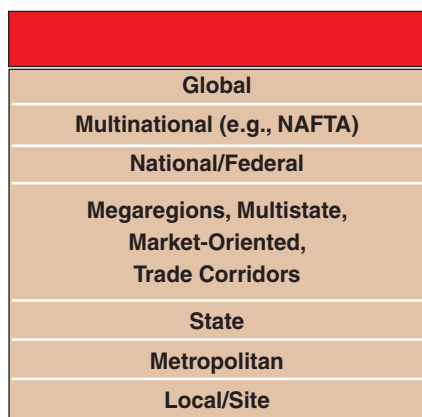 Global
Multinational (e.g., NAFTA)
National/Federal
Megaregions, Multistate,
Market-Oriented,
Trade Corridors
State
Metropolitan
Local/Site